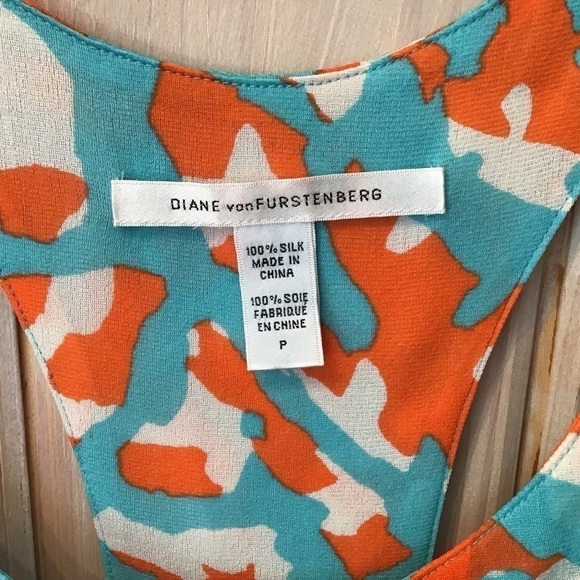 DIANE vonFURSTENBERG
100% SILK
MADE IN
CHINA
100% SOIE
FABRIQUÉ
EN CHINE
P